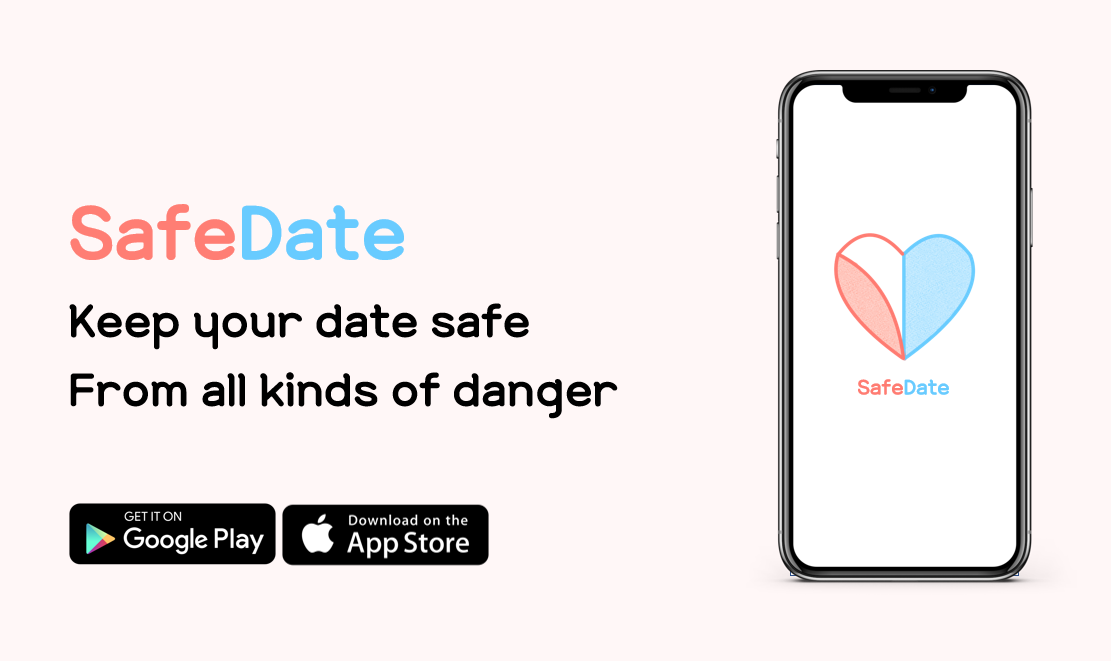 SafeDate
Keep your date safe
From all kinds of danger
GET IT ON
Google Play
Download on the
App Store
SafeDate